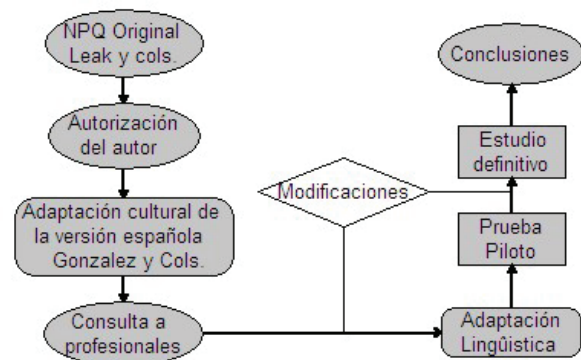 NPQ Original
Leak y cols.
Autorización
del autor
Adaptación cultural de
la versión española
Gonzalez y Cols.
Consulta a
profesionales
Modificaciones
Conclusiones
Estudio
definitivo
Prueba
Piloto
Adaptación
Lingûistica